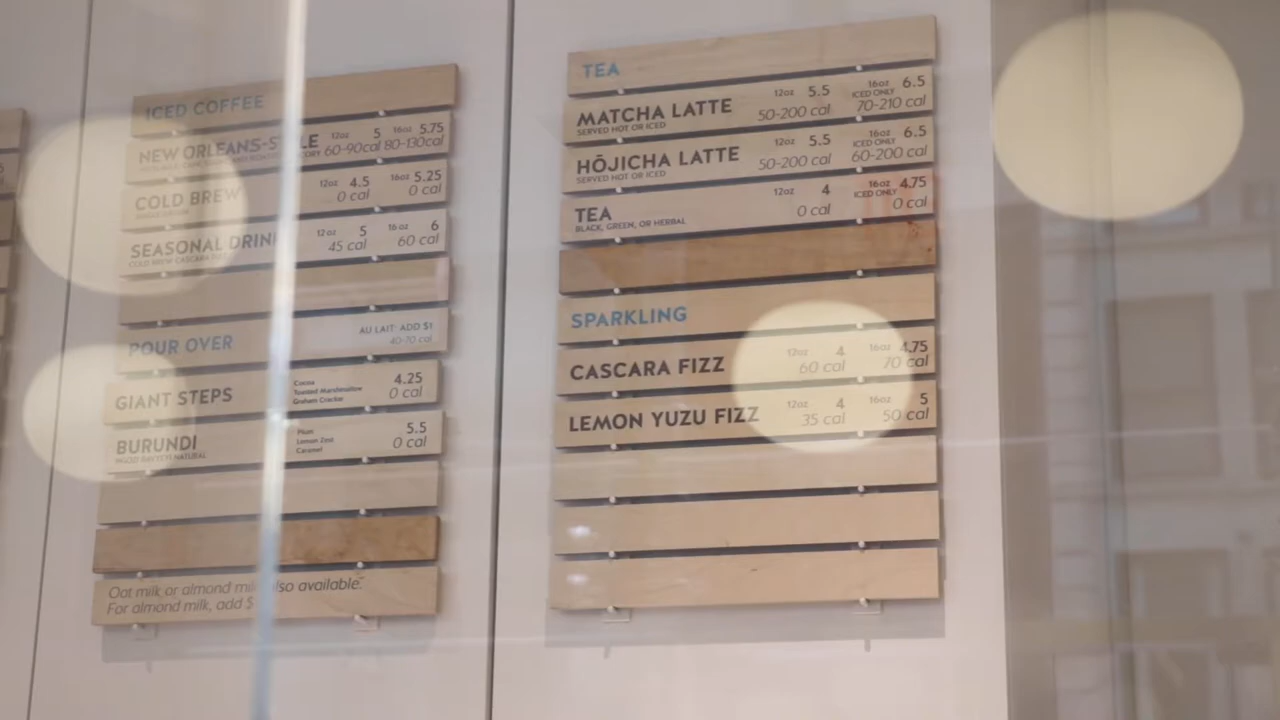 ICED COFFEE
NEW ORLEANS-STYLE 12oz 5 16oz 5.75
60-90cal 80-130cal
COLD BREW 12oz 4.5 16oz 5.25
0 cal 0 cal
SEASONAL DRINK 12oz 5 16oz 6
45 cal 60 cal
POUR OVER AU LAIT: ADD $1
40-70 cal
GIANT STEPS Cocoa Toasted Marshmallow Graham Cracker 4.25
0 cal
BURUNDI Plum Lemon Zest Caramel 5.5
0 cal
Oat milk or almond milk also available.
For almond milk, add $
TEA
MATCHA LATTE 12oz 5.5 16oz 6.5
SERVED HOT OR ICED 50-200 cal ICED ONLY 70-210 cal
HŌJICHA LATTE 12oz 5.5 16oz 6.5
SERVED HOT OR ICED 50-200 cal ICED ONLY 60-200 cal
TEA 12oz 4 16oz 4.75
BLACK, GREEN, OR HERBAL 0 cal ICED ONLY 0 cal
SPARKLING
CASCARA FIZZ 12oz 4 16oz 4.75
60 cal 70 cal
LEMON YUZU FIZZ 12oz 4 16oz 5
35 cal 50 cal